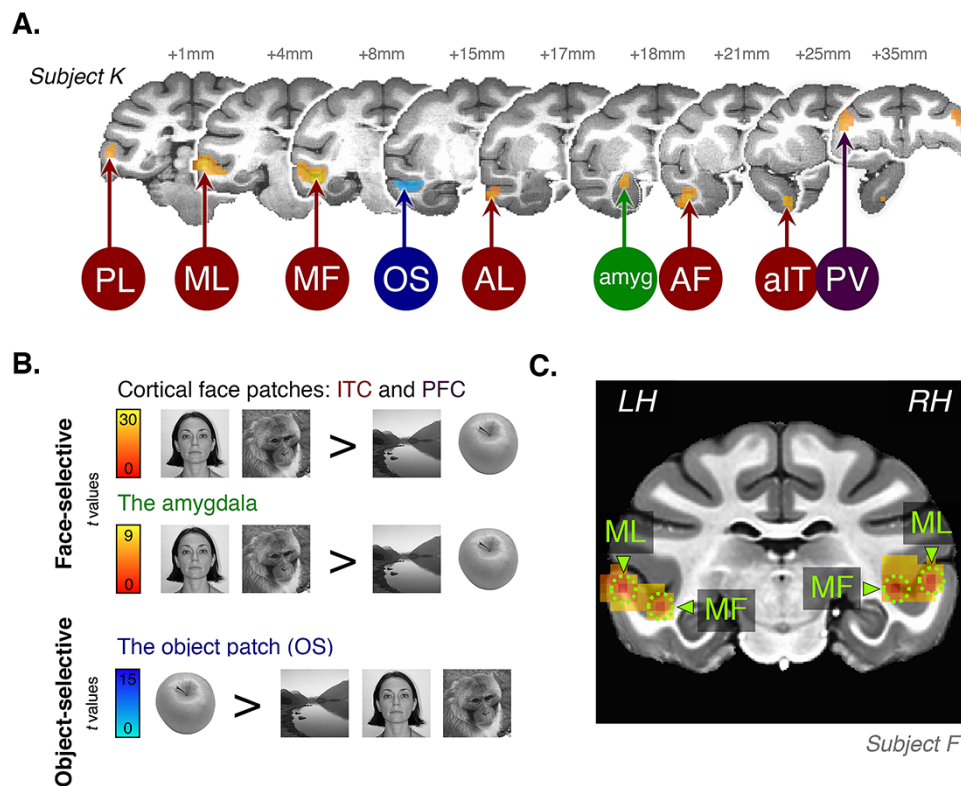 A.
+1mm +4mm +8mm +15mm +17mm +18mm +21mm +25mm +35mm
Subject K
PL ML MF OS AL amyg AF aIT PV
B.
Cortical face patches: ITC and PFC
Face-selective
t values
30
0
>
The amygdala
9
0
>
Object-selective
t values
The object patch (OS)
15
0
>
C.
LH RH
ML ML
MF MF
Subject F